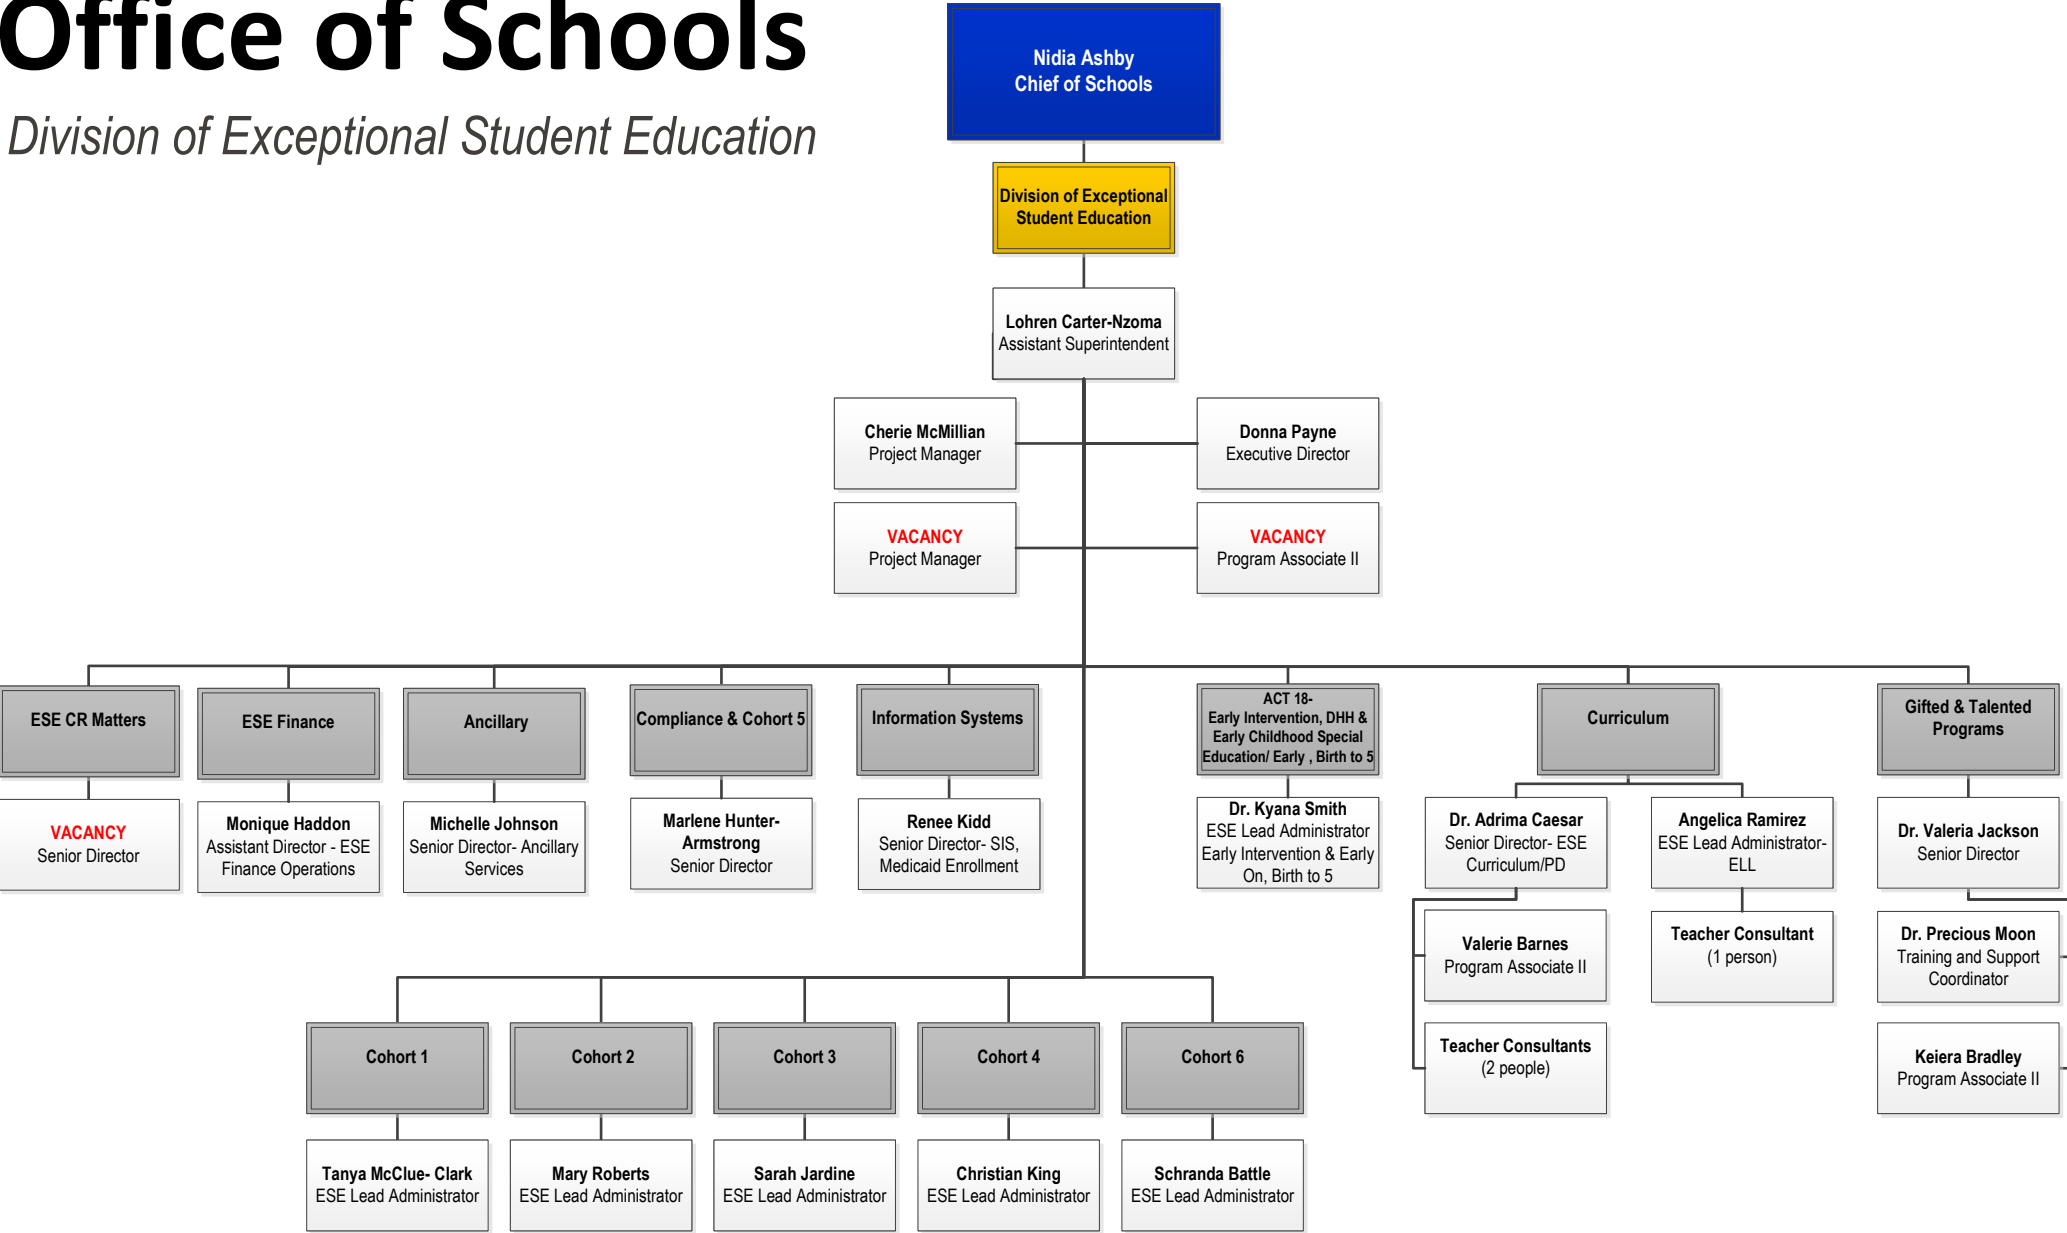 Office of Schools
Division of Exceptional Student Education
Nidia Ashby
Chief of Schools
Division of Exceptional
Student Education
Lohren Carter-Nzoma
Assistant Superintendent
Cherie McMillian
Project Manager
Donna Payne
Executive Director
VACANCY
Project Manager
VACANCY
Program Associate II
ESE CR Matters
ESE Finance
Ancillary
Compliance & Cohort 5
Information Systems
ACT 18-
Early Intervention, DHH &
Early Childhood Special
Education/ Early , Birth to 5
Curriculum
Gifted & Talented
Programs
VACANCY
Senior Director
Monique Haddon
Assistant Director - ESE
Finance Operations
Michelle Johnson
Senior Director- Ancillary
Services
Marlene Hunter-
Armstrong
Senior Director
Renee Kidd
Senior Director- SIS,
Medicaid Enrollment
Dr. Kyana Smith
ESE Lead Administrator
Early Intervention & Early
On, Birth to 5
Dr. Adrima Caesar
Senior Director- ESE
Curriculum/PD
Angelica Ramirez
ESE Lead Administrator-
ELL
Dr. Valeria Jackson
Senior Director
Valerie Barnes
Program Associate II
Teacher Consultant
(1 person)
Dr. Precious Moon
Training and Support
Coordinator
Teacher Consultants
(2 people)
Keiera Bradley
Program Associate II
Cohort 1
Cohort 2
Cohort 3
Cohort 4
Cohort 6
Tanya McClue- Clark
ESE Lead Administrator
Mary Roberts
ESE Lead Administrator
Sarah Jardine
ESE Lead Administrator
Christian King
ESE Lead Administrator
Schranda Battle
ESE Lead Administrator